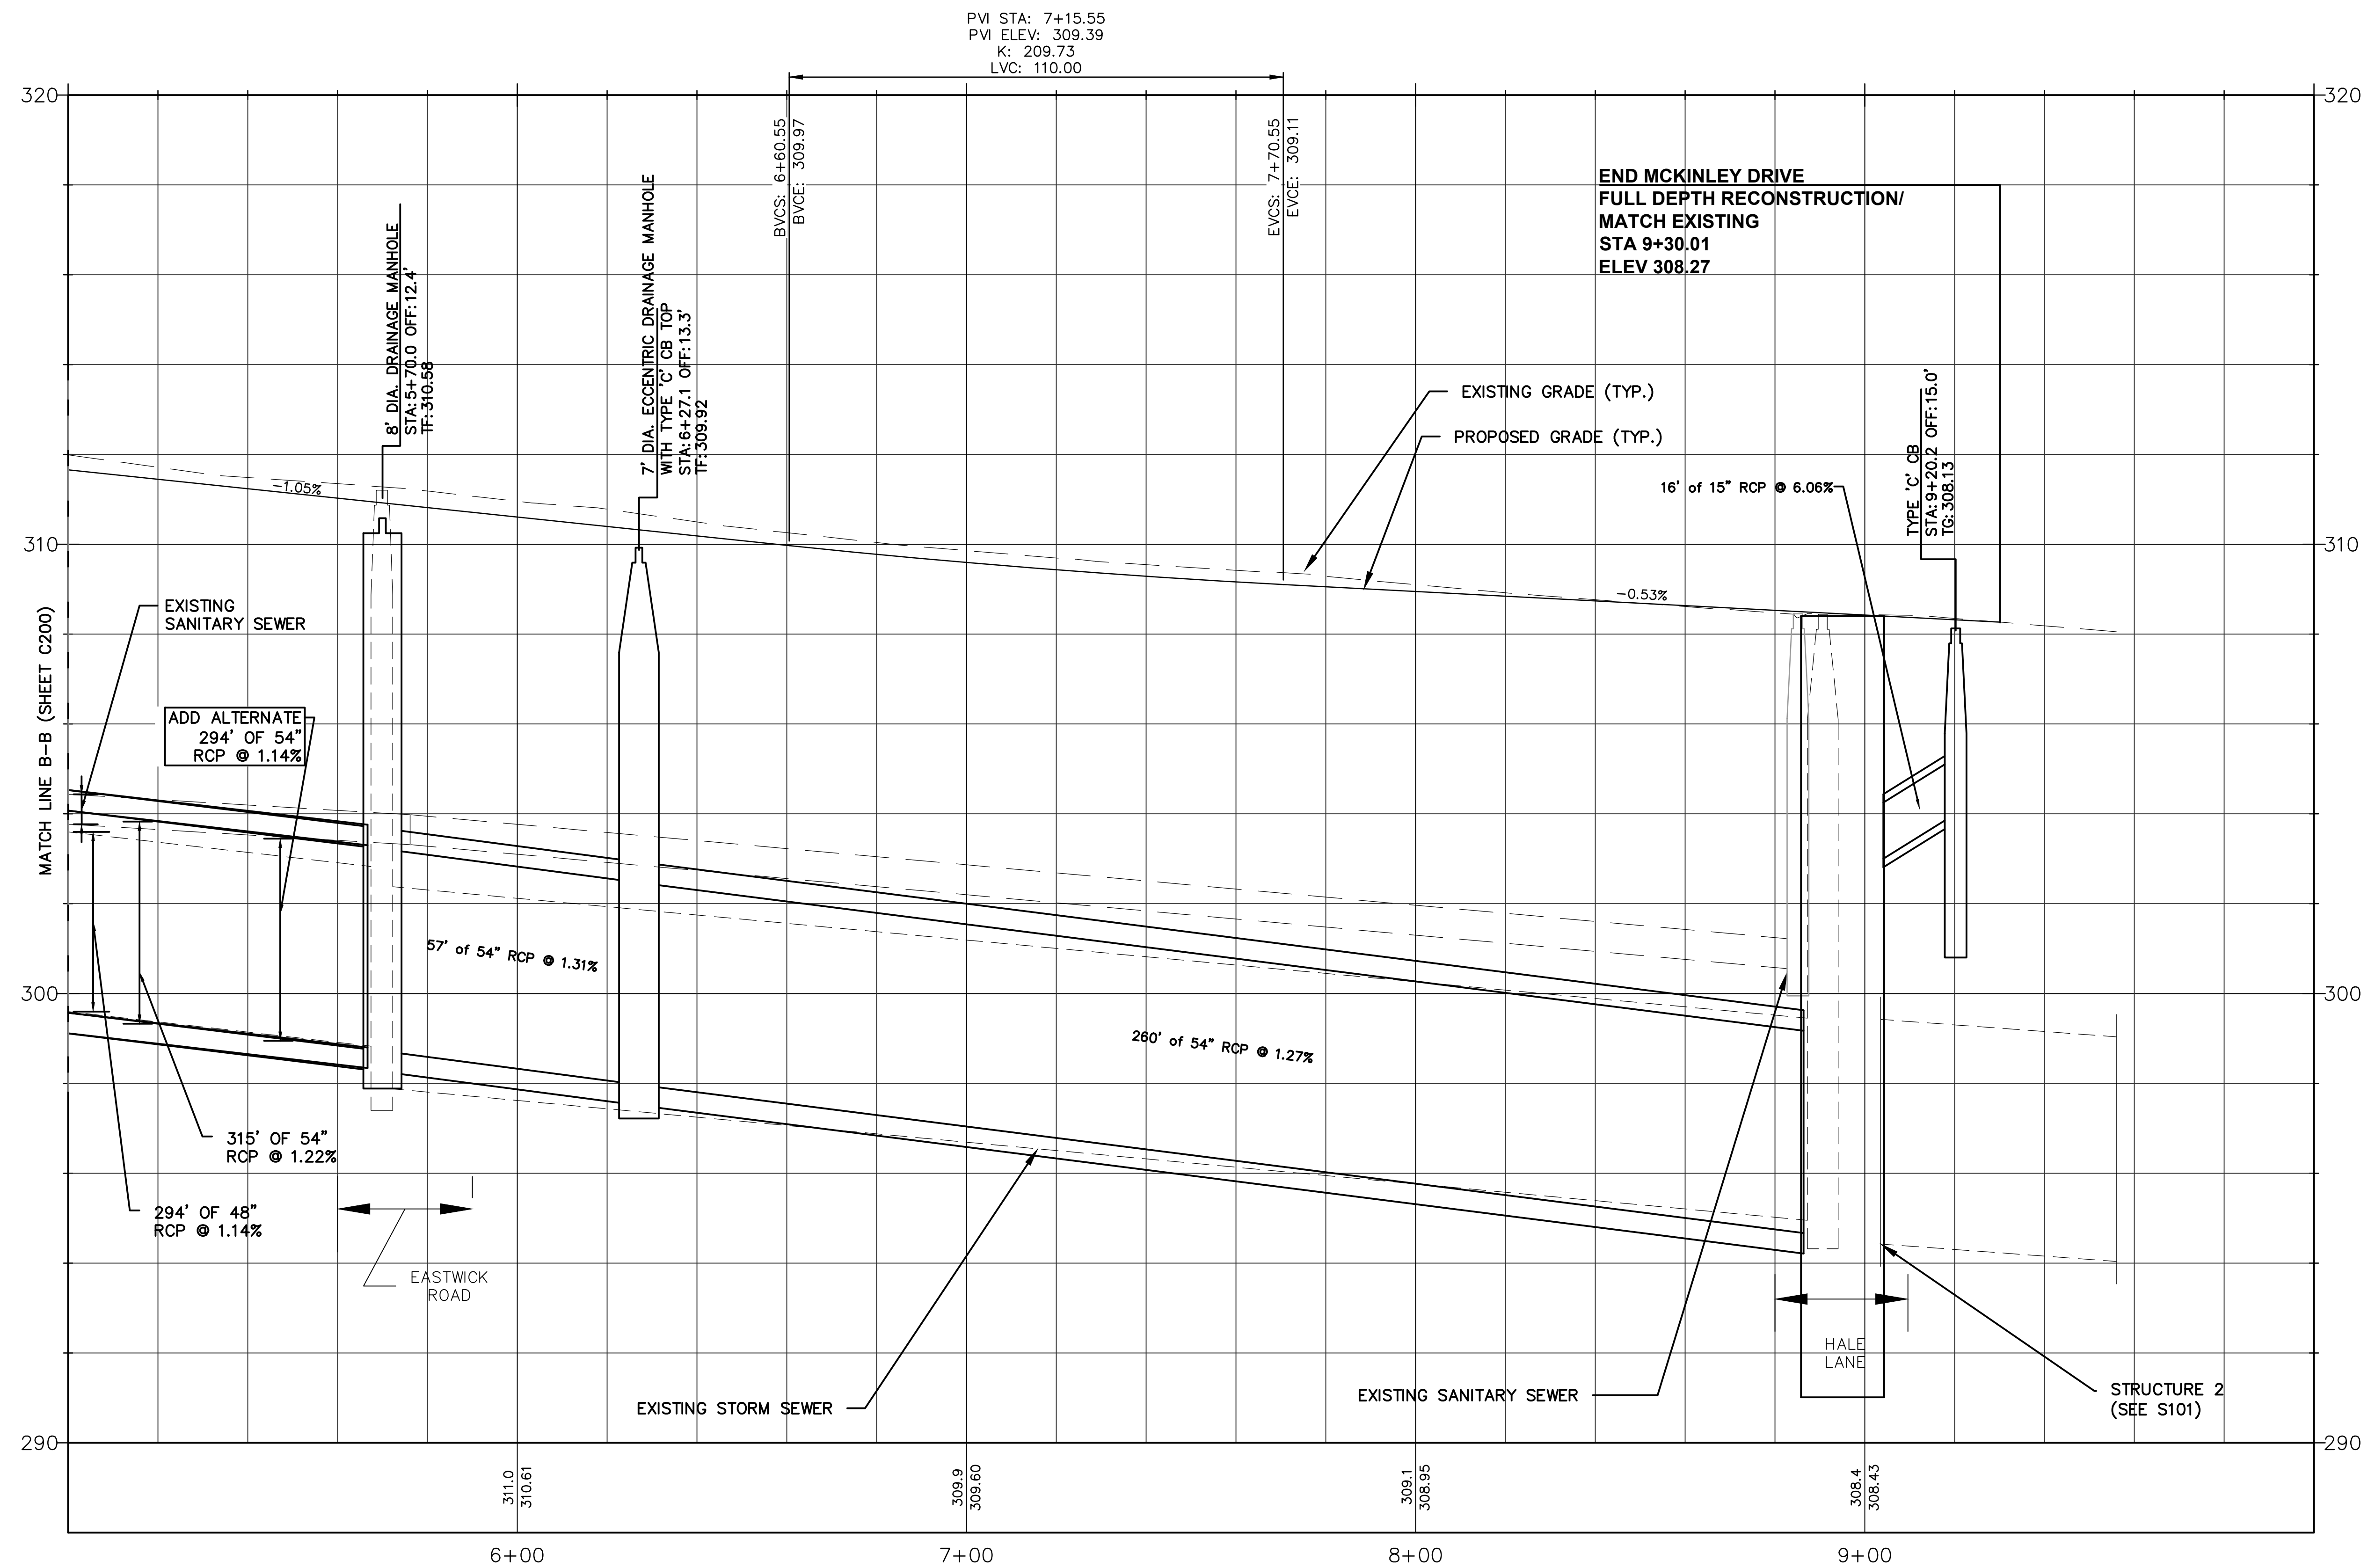 PVI STA: 7+15.55
PVI ELEV: 309.39
K: 209.73
LVC: 110.00
320
320
BVCS: 6+60.55
BVCE: 309.97
EVCS: 7+70.55
EVCE: 309.11
END MCKINLEY DRIVE
FULL DEPTH RECONSTRUCTION/
MATCH EXISTING
STA 9+30.01
ELEV 308.27
8' DIA. DRAINAGE MANHOLE
STA: 5+70.0 OFF:12.4'
TF: 310.58
7' DIA. ECCENTRIC DRAINAGE MANHOLE
WITH TYPE 'C' CB TOP
STA: 6+27.1 OFF:13.3'
TF: 309.92
EXISTING GRADE (TYP.)
PROPOSED GRADE (TYP.)
TYPE 'C' CB
STA: 9+20.2 OFF:15.0'
TG: 308.13
16' of 15" RCP @ 6.06%
-1.05%
310
310
-0.53%
EXISTING
SANITARY SEWER
MATCH LINE B-B (SHEET C200)
ADD ALTERNATE
294' OF 54"
RCP @ 1.14%
57' of 54" RCP @ 1.31%
300
300
260' of 54" RCP @ 1.27%
315' OF 54"
RCP @ 1.22%
294' OF 48"
RCP @ 1.14%
EASTWICK
ROAD
HALE
LANE
EXISTING STORM SEWER
EXISTING SANITARY SEWER
STRUCTURE 2
(SEE S101)
290
290
311.0
310.61
309.9
309.60
309.1
308.95
308.4
308.43
6+00
7+00
8+00
9+00